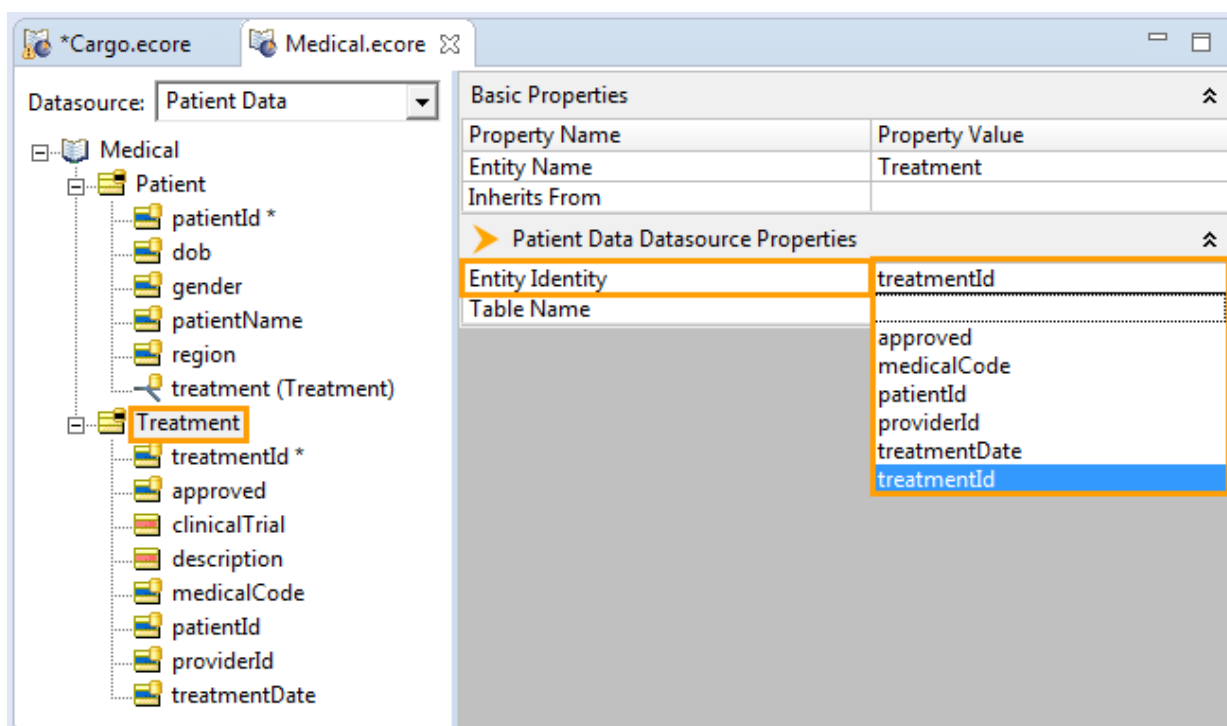 *Cargo.ecore
Medical.ecore
Datasource: Patient Data
Medical
Patient
patientId *
dob
gender
patientName
region
treatment (Treatment)
Treatment
treatmentId *
approved
clinicalTrial
description
medicalCode
patientId
providerId
treatmentDate
Basic Properties
Property Name Property Value
Entity Name Treatment
Inherits From
Patient Data Datasource Properties
Entity Identity treatmentId
Table Name
approved
medicalCode
patientId
providerId
treatmentDate
treatmentId